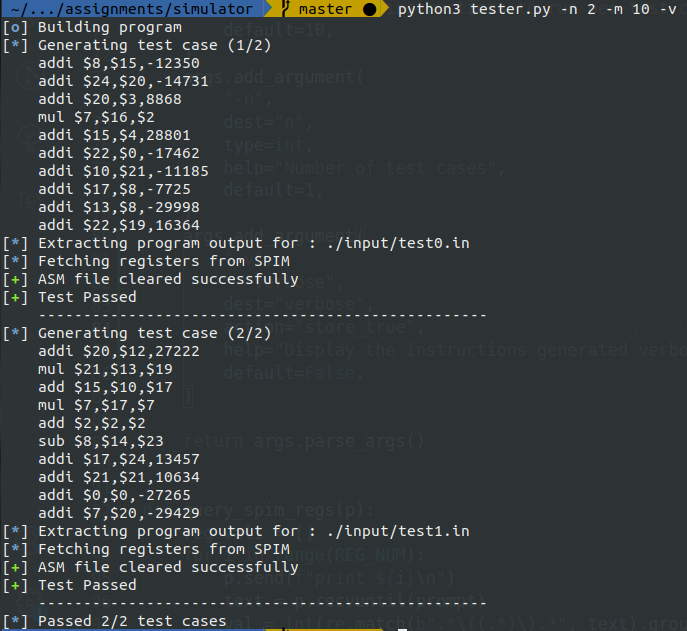 ~/.../assignments/simulator master ● python3 tester.py -n 2 -m 10 -v
[o] Building program
[*] Generating test case (1/2)
addi $8,$15,-12350
addi $24,$20,-14731
addi $20,$3,8868
mul $7,$16,$2
addi $15,$4,28801
addi $22,$0,-17462
addi $10,$21,-11185
addi $17,$8,-7725
addi $13,$8,-29998
addi $22,$19,16364
[*] Extracting program output for : ./input/test0.in
[*] Fetching registers from SPIM
[+] ASM file cleared successfully
[+] Test Passed
--------------------------------------------------
[*] Generating test case (2/2)
addi $20,$12,27222
mul $21,$13,$19
add $15,$10,$17
mul $7,$17,$7
add $2,$2,$2
sub $8,$14,$23
addi $17,$24,13457
addi $21,$21,10634
addi $0,$0,-27265
addi $7,$20,-29429
[*] Extracting program output for : ./input/test1.in
[*] Fetching registers from SPIM
[+] ASM file cleared successfully
[+] Test Passed
--------------------------------------------------
[*] Passed 2/2 test cases